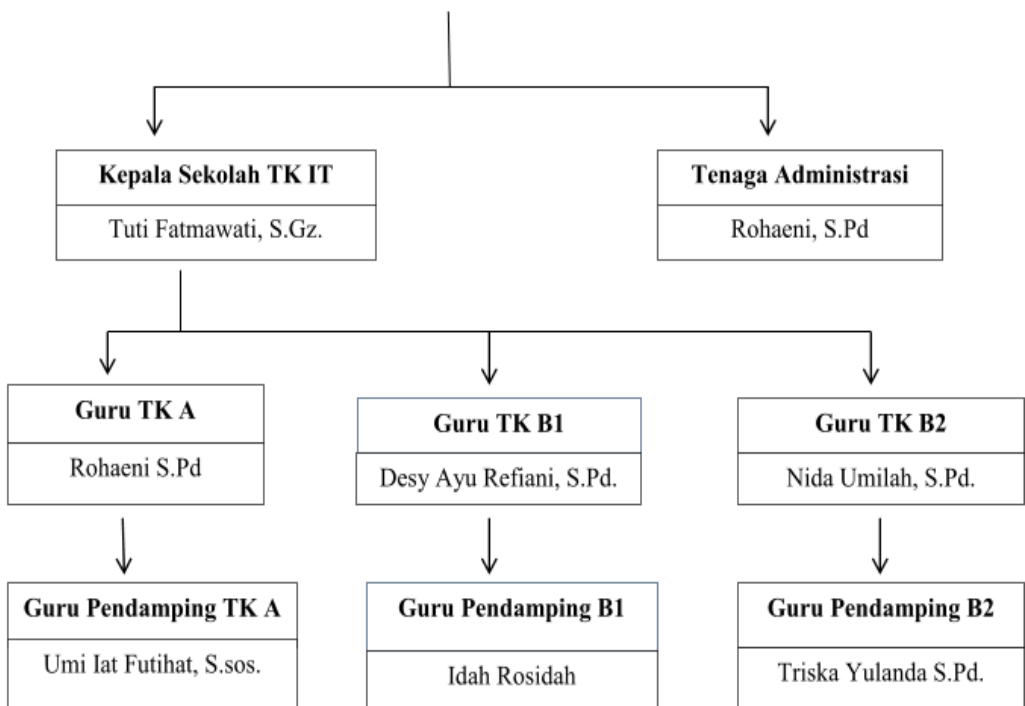 Kepala Sekolah TK IT
Tuti Fatmawati, S.Gz.
Tenaga Administrasi
Rohaeni, S.Pd
Guru TK A
Rohaeni S.Pd
Guru TK B1
Desy Ayu Refiani, S.Pd.
Guru TK B2
Nida Umilah, S.Pd.
Guru Pendamping TK A
Umi Iat Futihat, S.sos.
Guru Pendamping B1
Idah Rosidah
Guru Pendamping B2
Triska Yulanda S.Pd.